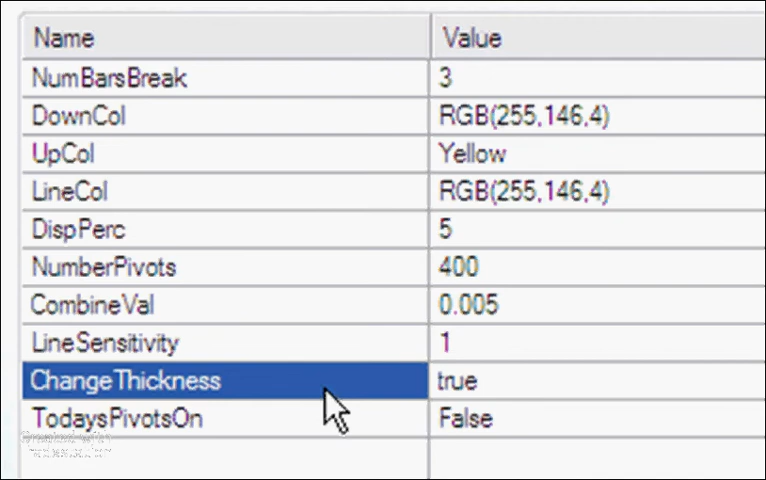 Name Value
NumBarsBreak 3
DownCol RGB(255,146,4)
UpCol Yellow
LineCol RGB(255,146,4)
DispPerc 5
NumberPivots 400
CombineVal 0.005
LineSensitivity 1
ChangeThickness true
TodaysPivotsOn False